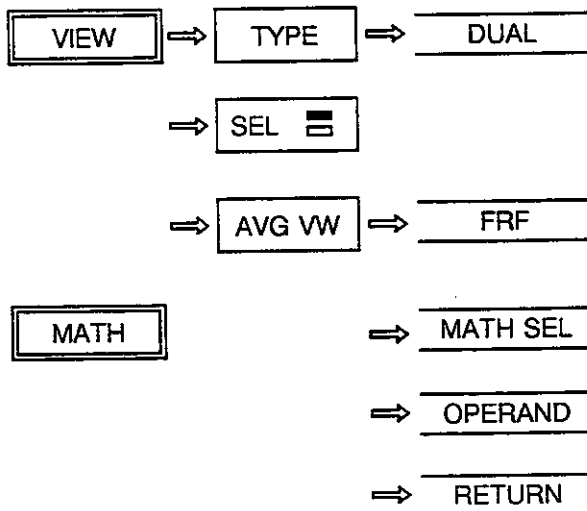 VIEW ⇒ TYPE ⇒ DUAL
⇒ SEL
⇒ AVG VW ⇒ FRF
MATH ⇒ MATH SEL
⇒ OPERAND
⇒ RETURN